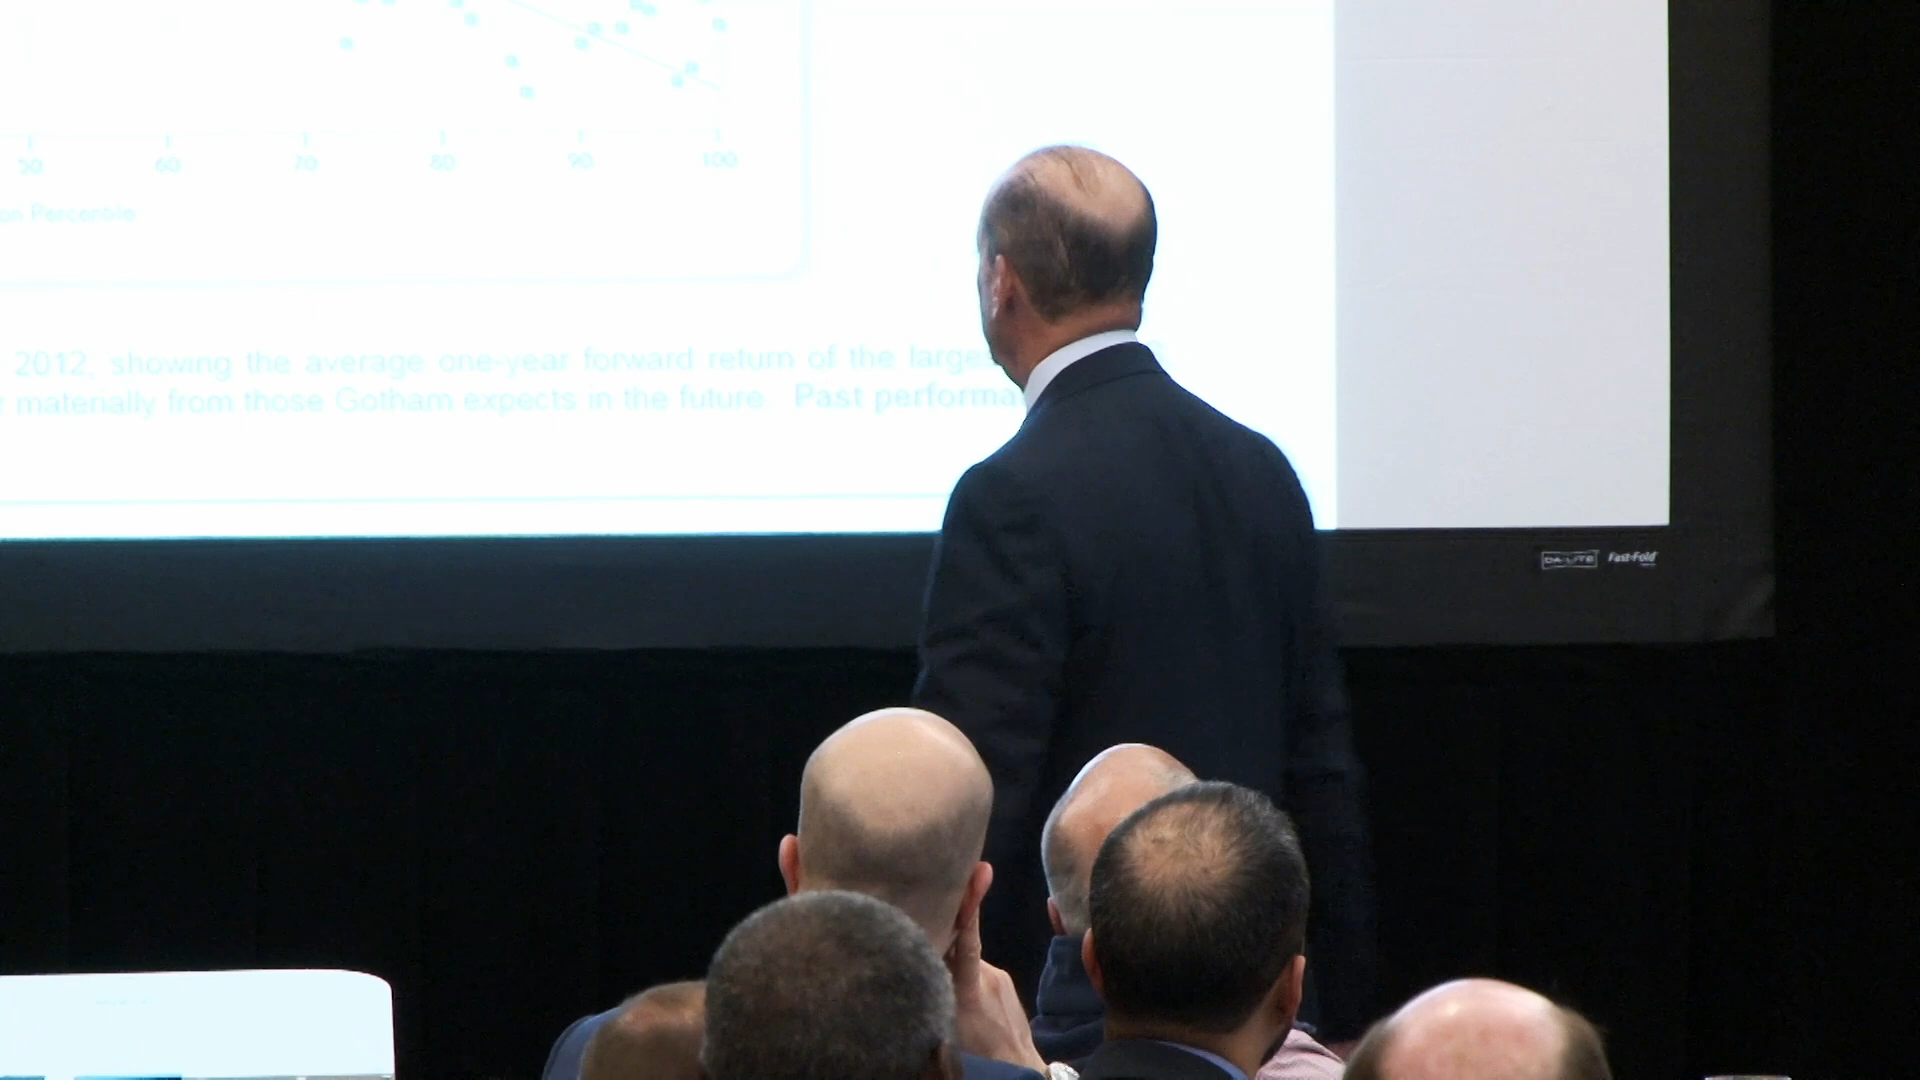 50 60 70 80 90 100
on Percentile
2012, showing the average one-year forward return of the larges
r materially from those Gotham expects in the future. Past performa
DA-LITE Fast-Fold